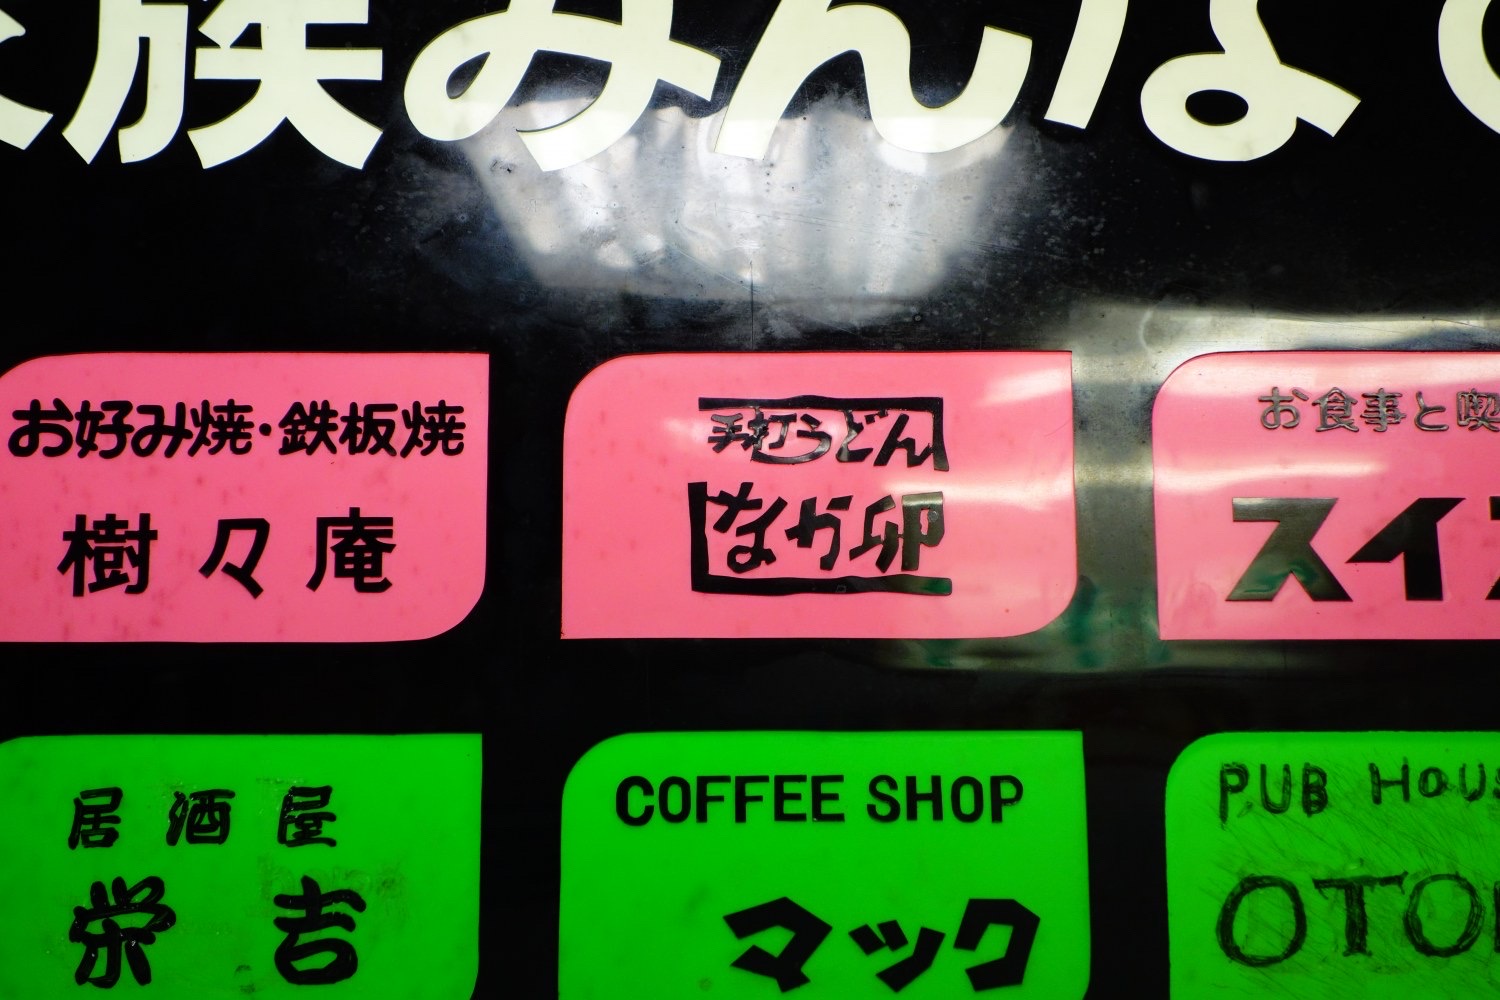 族みんなで
お好み焼・鉄板焼
樹々庵
手打うどん
なか卯
お食事と喫
スイ
居酒屋
栄吉
COFFEE SHOP
マック
PUB HOUS
OTO